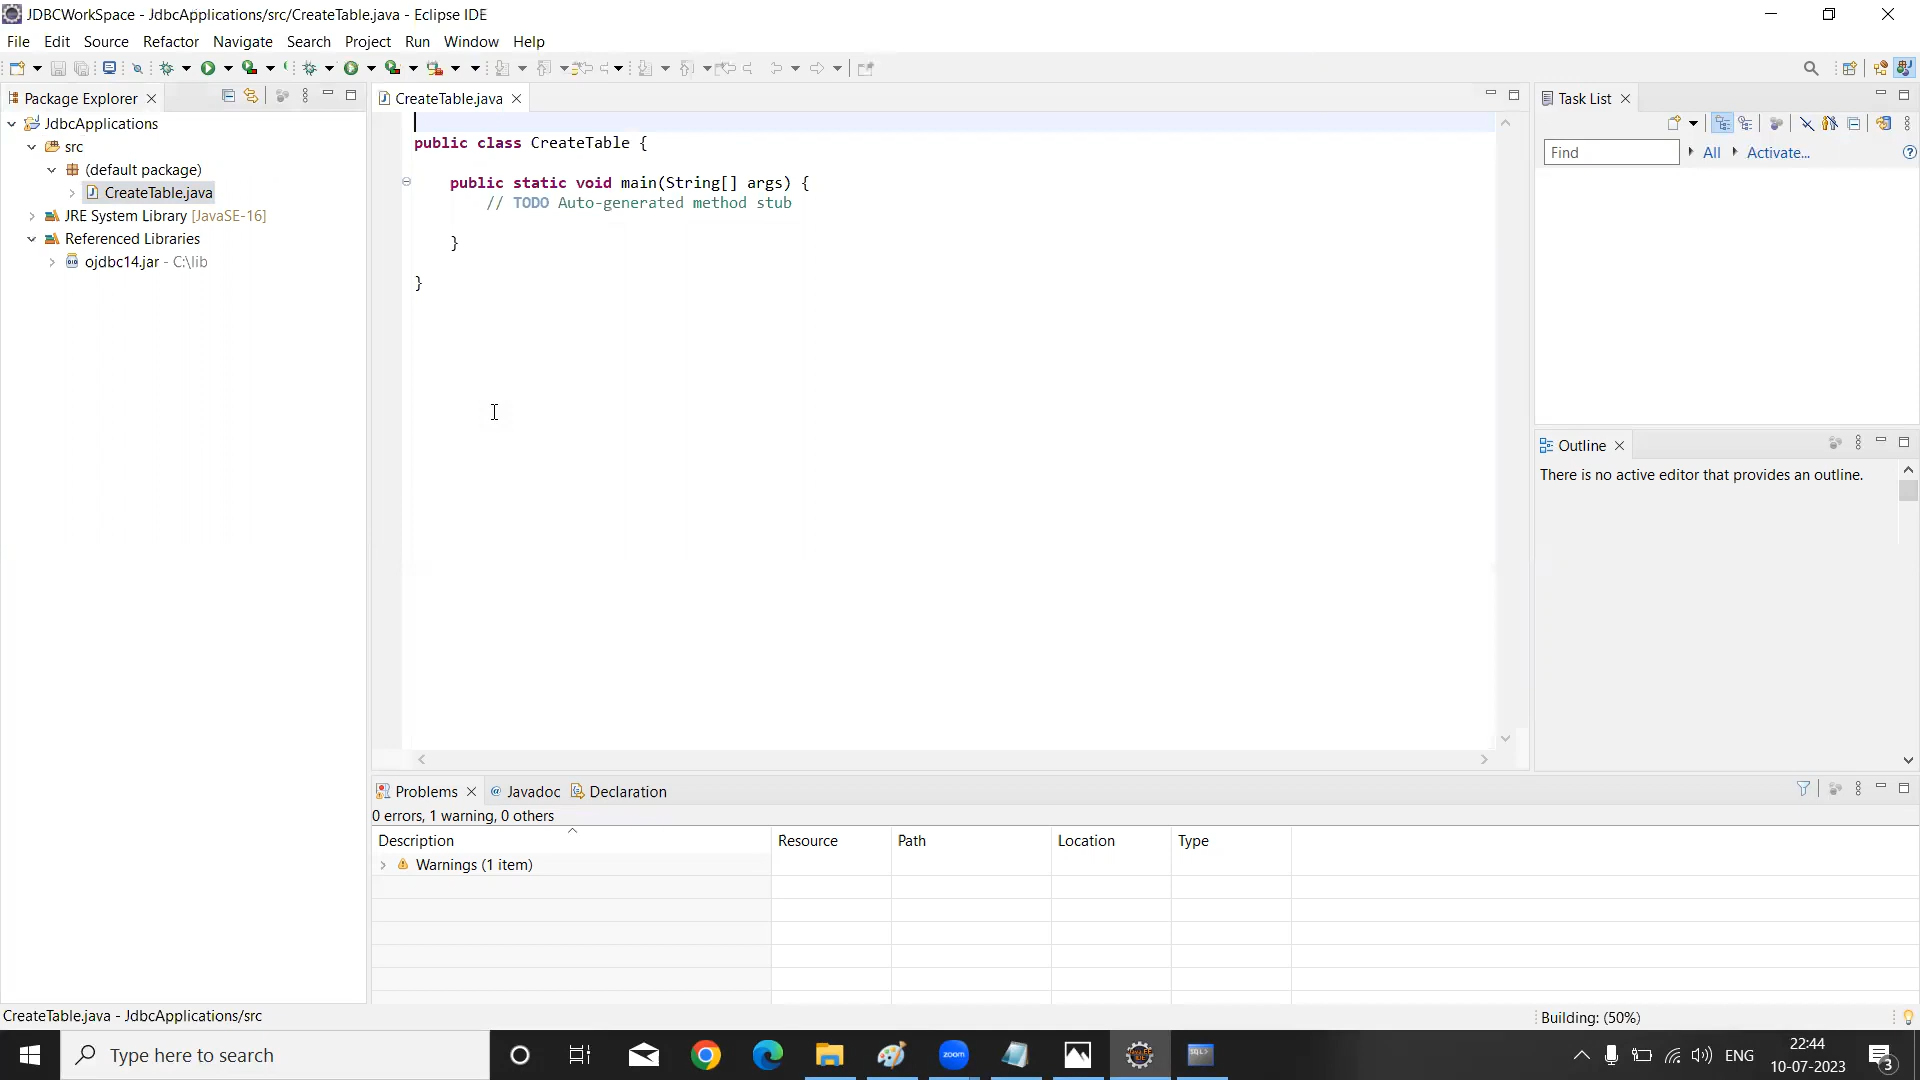 JDBCWorkSpace - JdbcApplications/src/CreateTable.java - Eclipse IDE
File Edit Source Refactor Navigate Search Project Run Window Help
Package Explorer
JdbcApplications
src
(default package)
CreateTable.java
JRE System Library [JavaSE-16]
Referenced Libraries
ojdbc14.jar - C:\lib
CreateTable.java
public class CreateTable {
public static void main(String[] args) {
// TODO Auto-generated method stub
}
}
Task List
Find
All
Activate...
Outline
There is no active editor that provides an outline.
Problems
@ Javadoc
Declaration
0 errors, 1 warning, 0 others
Description Resource Path Location Type
Warnings (1 item)
CreateTable.java - JdbcApplications/src
Building: (50%)
Type here to search
zoom
ENG
22:44
10-07-2023
3